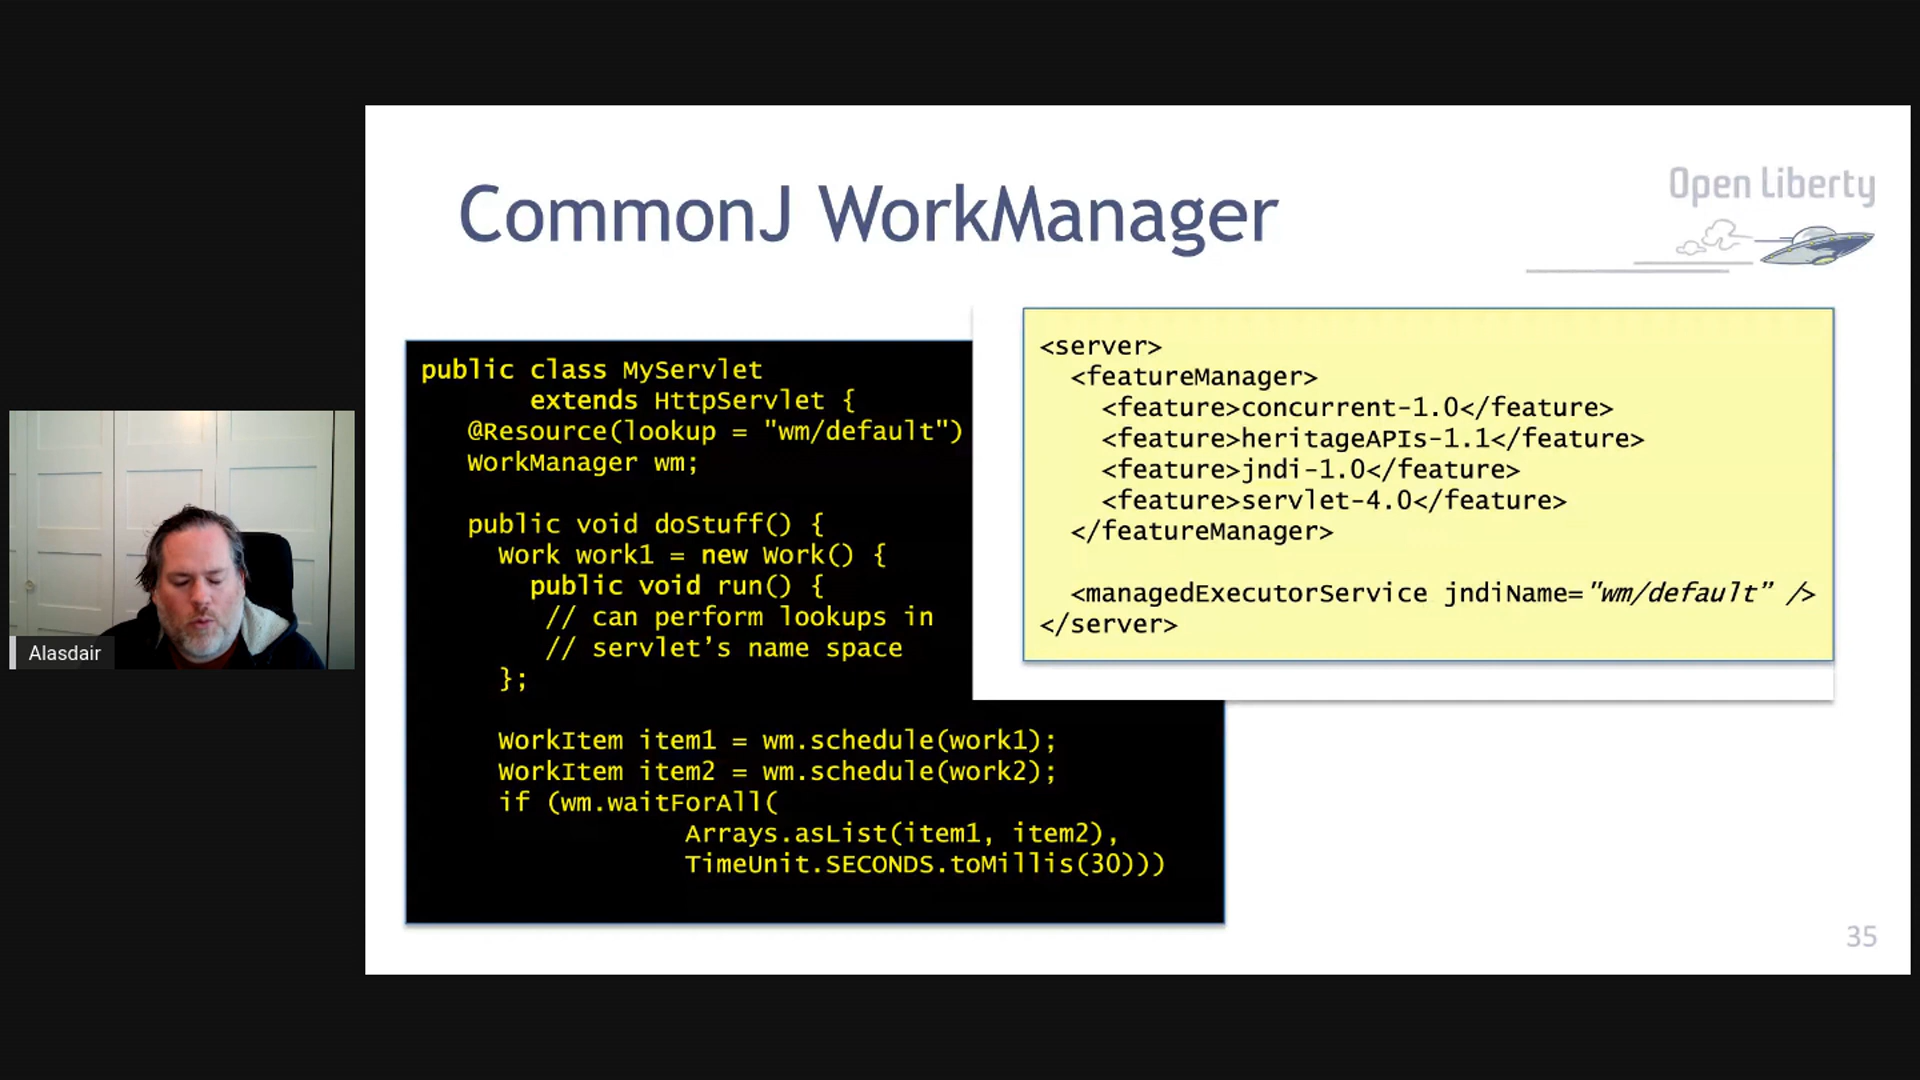 CommonJ WorkManager
Open Liberty
public class MyServlet
extends HttpServlet {
@Resource(lookup = "wm/default")
WorkManager wm;
public void doStuff() {
Work work1 = new Work() {
public void run() {
// can perform lookups in
// servlet’s name space
};
WorkItem item1 = wm.schedule(work1);
WorkItem item2 = wm.schedule(work2);
if (wm.waitForAll(
Arrays.asList(item1, item2),
TimeUnit.SECONDS.toMillis(30)))
<server>
<featureManager>
<feature>concurrent-1.0</feature>
<feature>heritageAPIs-1.1</feature>
<feature>jndi-1.0</feature>
<feature>servlet-4.0</feature>
</featureManager>
<managedExecutorService jndiName="wm/default” />
</server>
Alasdair
35